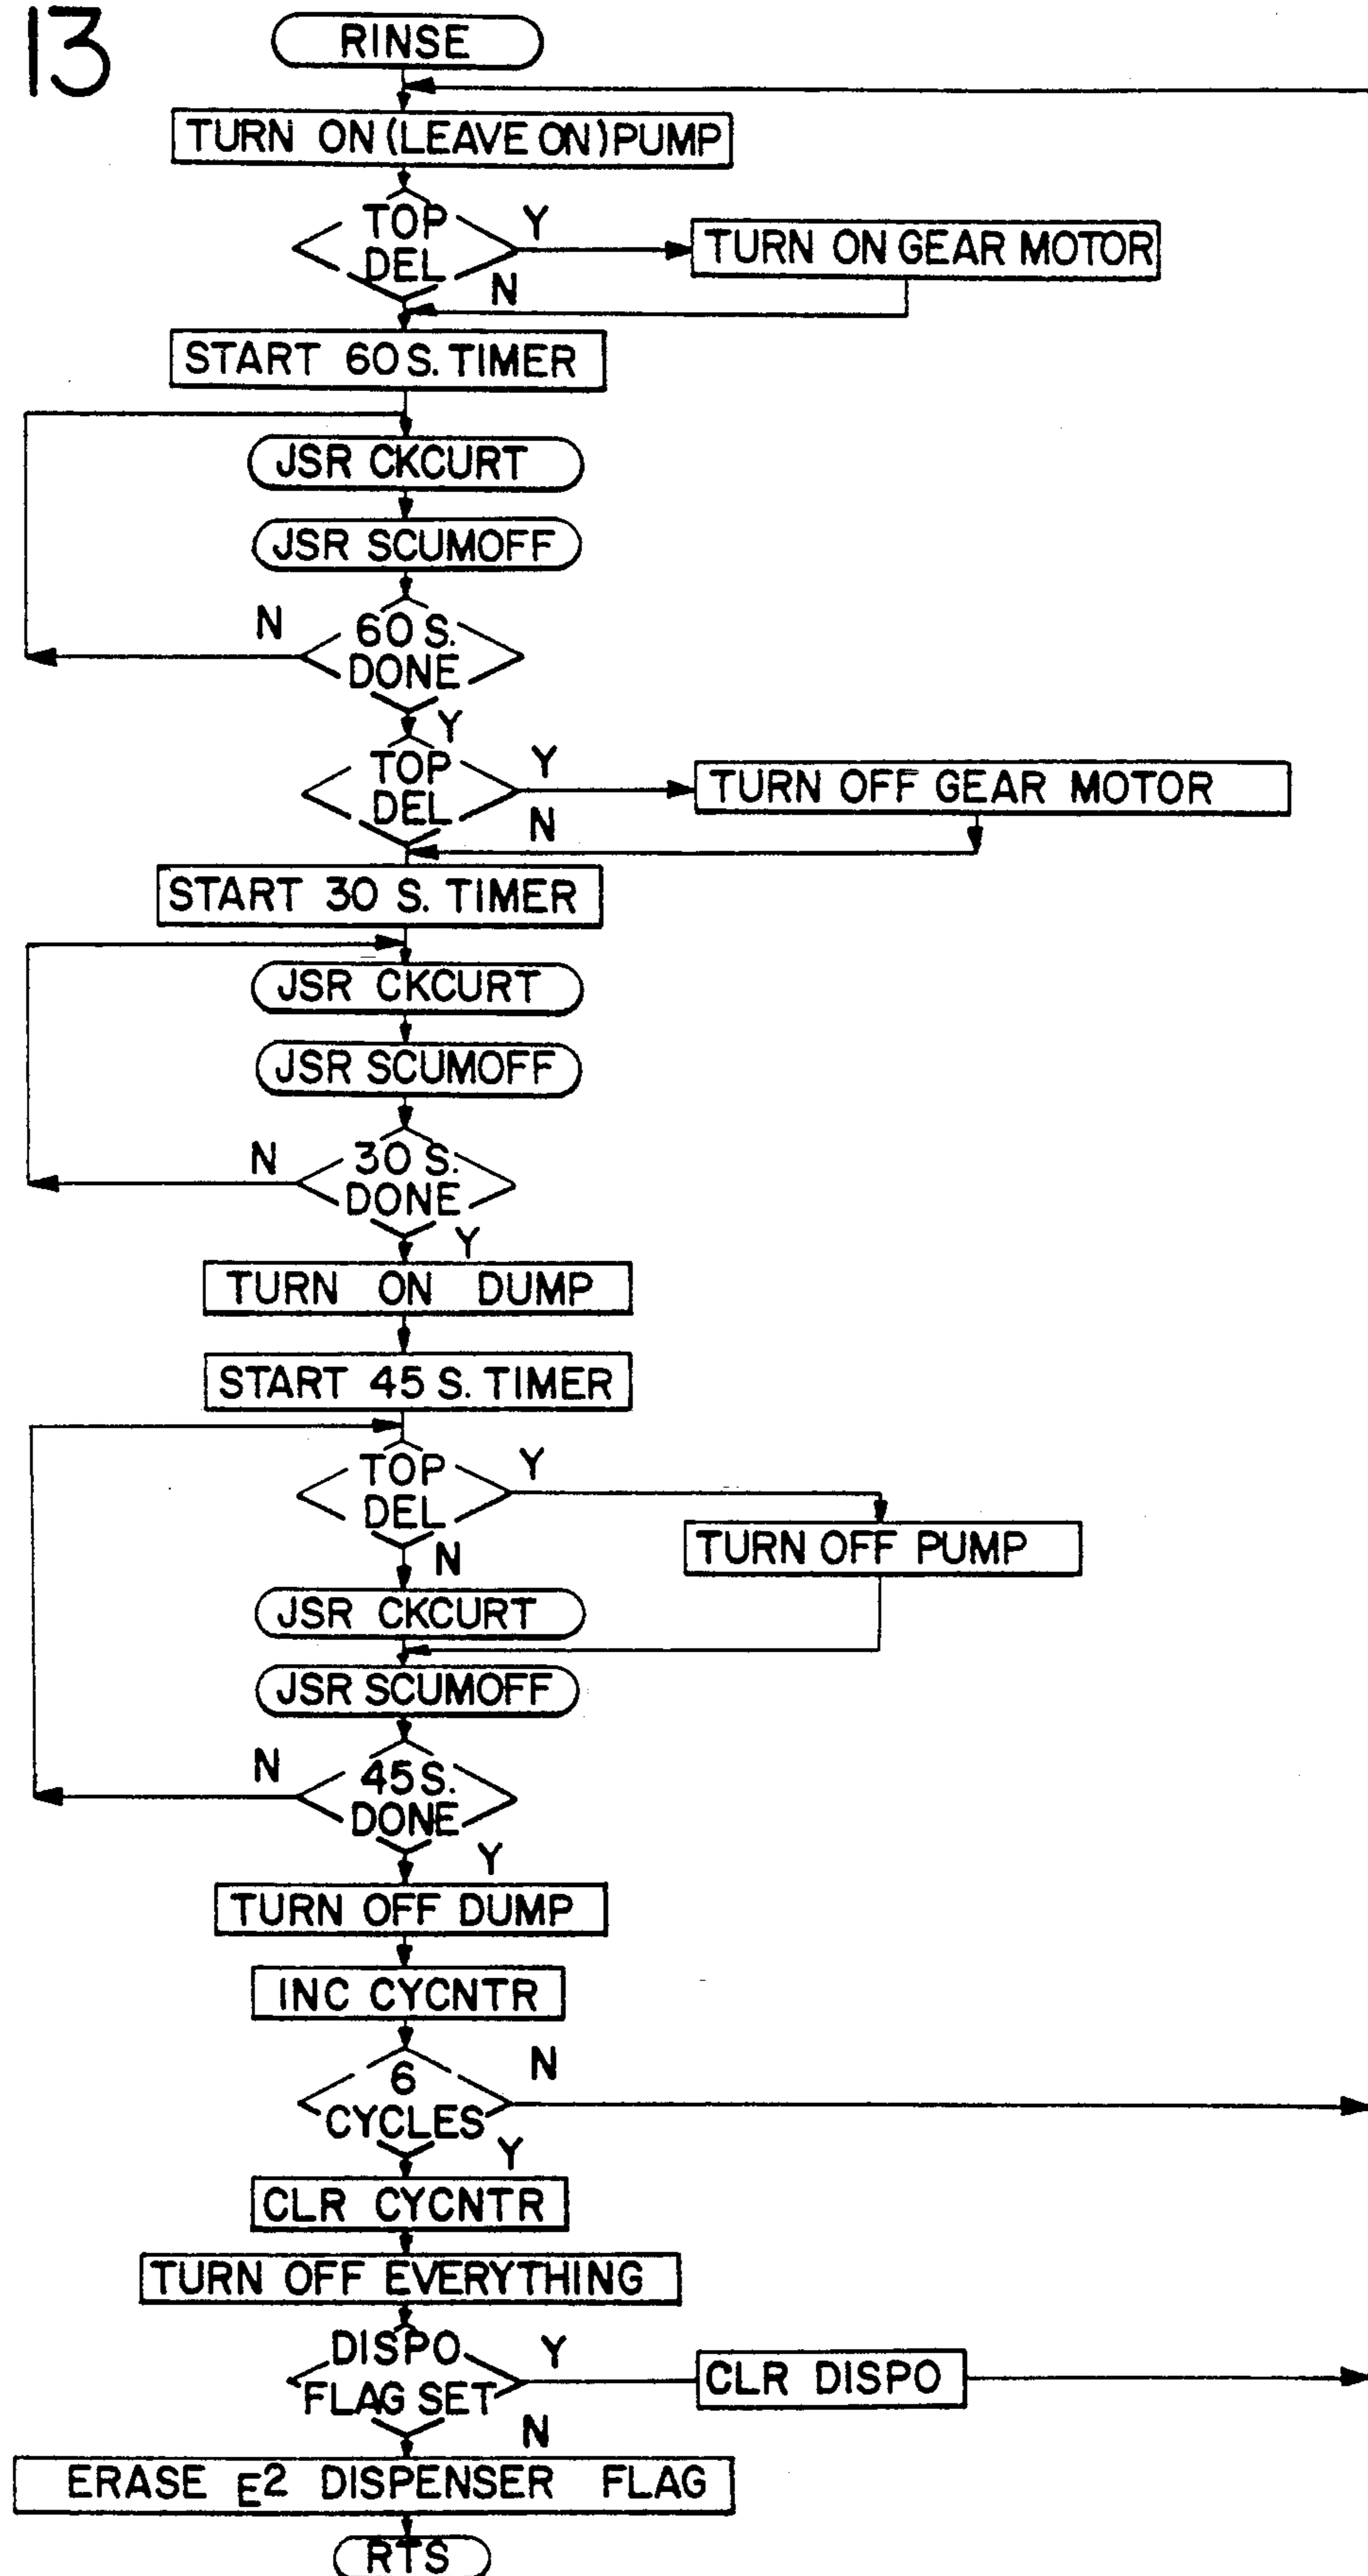 13
RINSE
TURN ON (LEAVE ON) PUMP
TOP
DEL
Y
N
TURN ON GEAR MOTOR
START 60 S. TIMER
JSR CKCURT
JSR SCUMOFF
60 S.
DONE
N
Y
TOP
DEL
Y
N
TURN OFF GEAR MOTOR
START 30 S. TIMER
JSR CKCURT
JSR SCUMOFF
30 S.
DONE
N
Y
TURN ON DUMP
START 45 S. TIMER
TOP
DEL
Y
N
TURN OFF PUMP
JSR CKCURT
JSR SCUMOFF
45 S.
DONE
N
Y
TURN OFF DUMP
INC CYCNTR
6
CYCLES
N
Y
CLR CYCNTR
TURN OFF EVERYTHING
DISPO
FLAG SET
Y
N
CLR DISPO
ERASE E2 DISPENSER FLAG
RTS